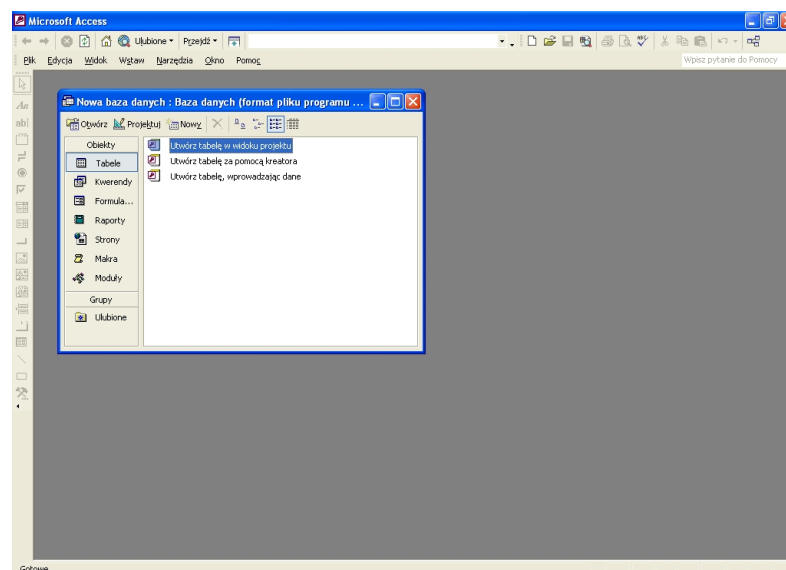 Microsoft Access
Ulubione Przejdź
Plik Edycja Widok Wstaw Narzędzia Okno Pomoc
Wpisz pytanie do Pomocy
Aa
ab|
Nowa baza danych : Baza danych (format pliku programu ...
Otwórz Projektuj Nowy
Obiekty
Tabele
Kwerendy
Formula...
Raporty
Strony
Makra
Moduły
Grupy
Ulubione
Utwórz tabelę w widoku projektu
Utwórz tabelę za pomocą kreatora
Utwórz tabelę, wprowadzając dane
Gotowe